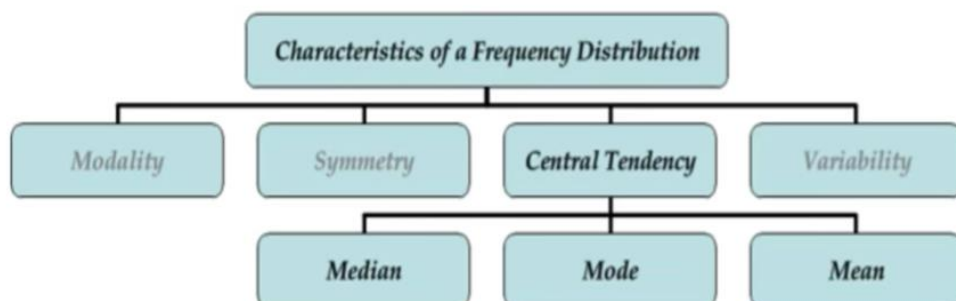 Characteristics of a Frequency Distribution
Modality
Symmetry
Central Tendency
Variability
Median
Mode
Mean